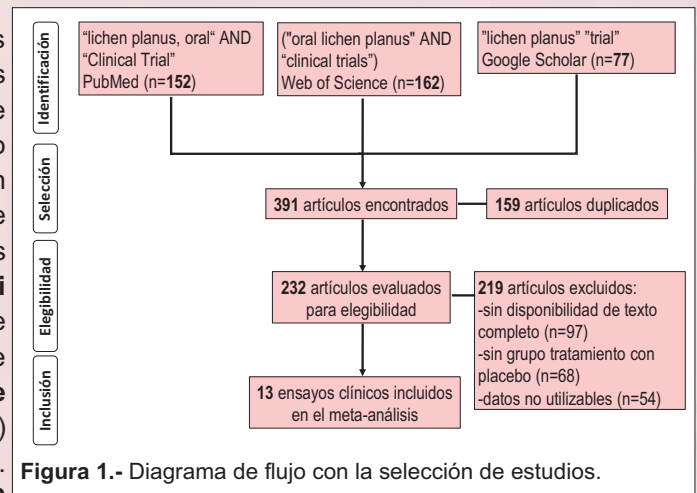 “lichen planus, oral“ AND
“Clinical Trial”
PubMed (n=152)
("oral lichen planus" AND
“clinical trials”)
Web of Science (n=162)
”lichen planus” ”trial”
Google Scholar (n=77)
Identificación
Selección
391 artículos encontrados
159 artículos duplicados
Elegibilidad
232 artículos evaluados
para elegibilidad
219 artículos excluidos:
-sin disponibilidad de texto
completo (n=97)
-sin grupo tratamiento con
placebo (n=68)
-datos no utilizables (n=54)
Inclusión
13 ensayos clínicos incluidos
en el meta-análisis
Figura 1.- Diagrama de flujo con la selección de estudios.